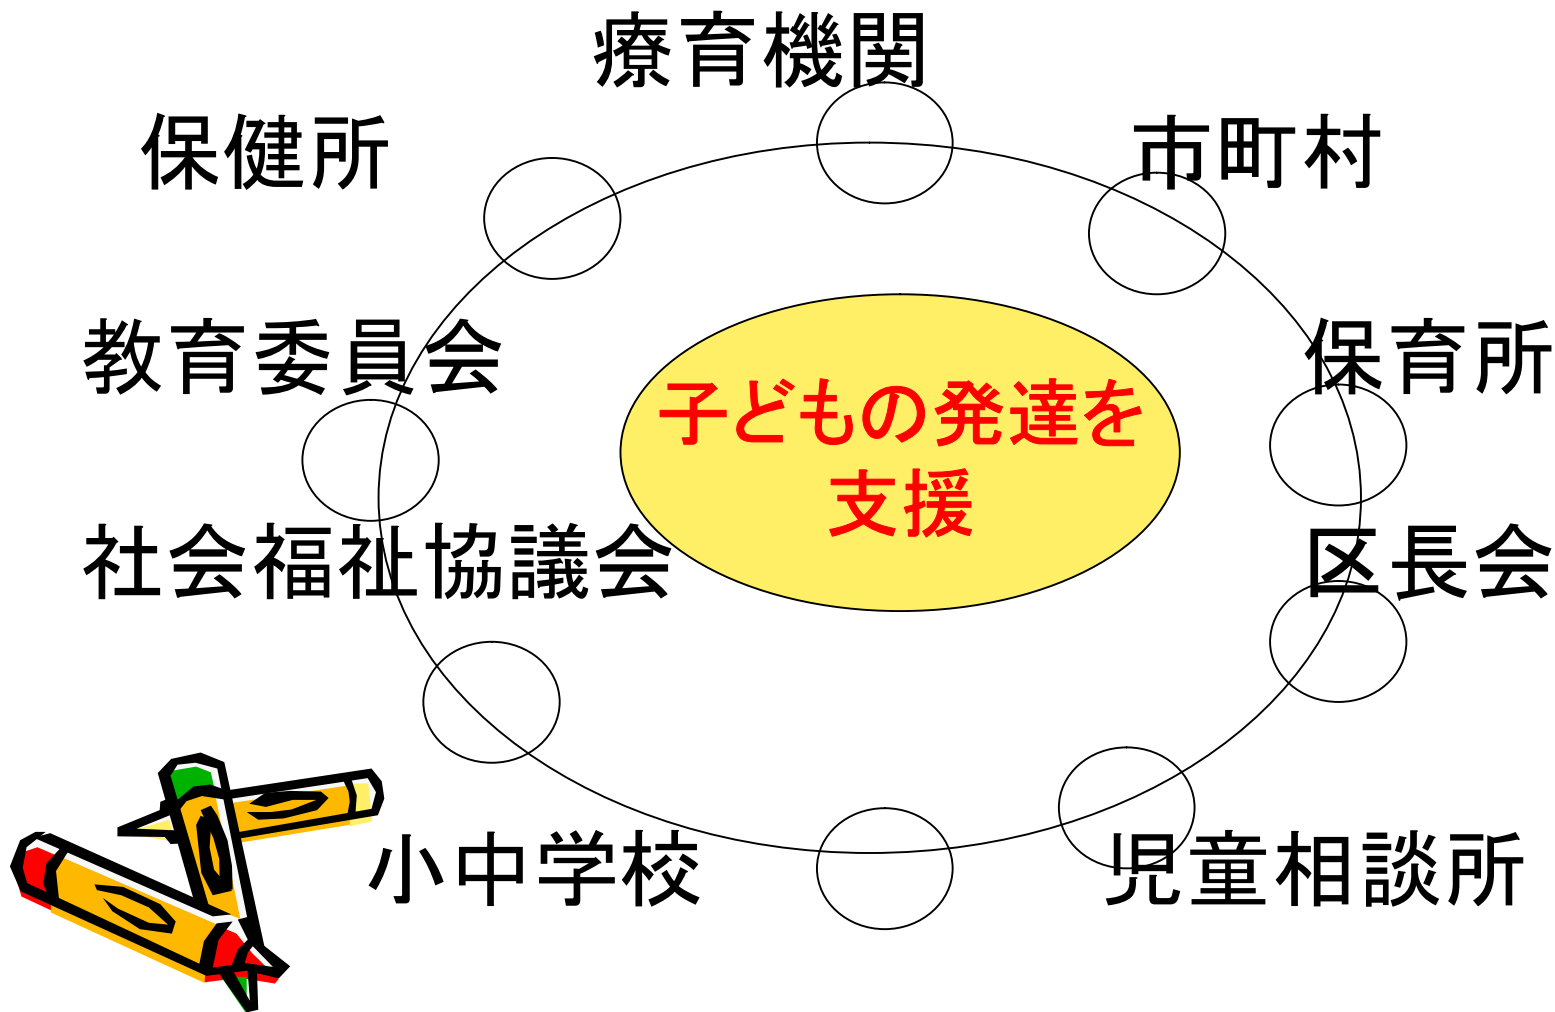 療育機関
保健所
市町村
教育委員会
保育所
子どもの発達を
支援
社会福祉協議会
区長会
小中学校
児童相談所